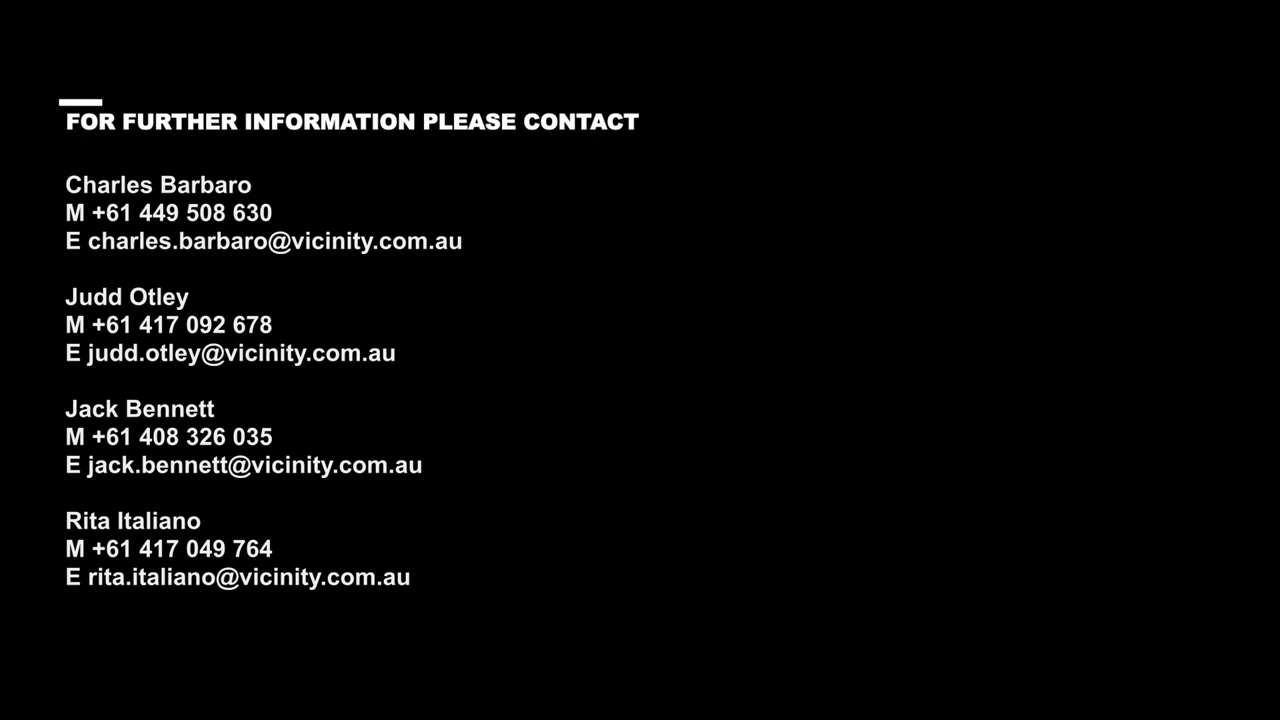 FOR FURTHER INFORMATION PLEASE CONTACT
Charles Barbaro
M +61 449 508 630
E charles.barbaro@vicinity.com.au
Judd Otley
M +61 417 092 678
E judd.otley@vicinity.com.au
Jack Bennett
M +61 408 326 035
E jack.bennett@vicinity.com.au
Rita Italiano
M +61 417 049 764
E rita.italiano@vicinity.com.au